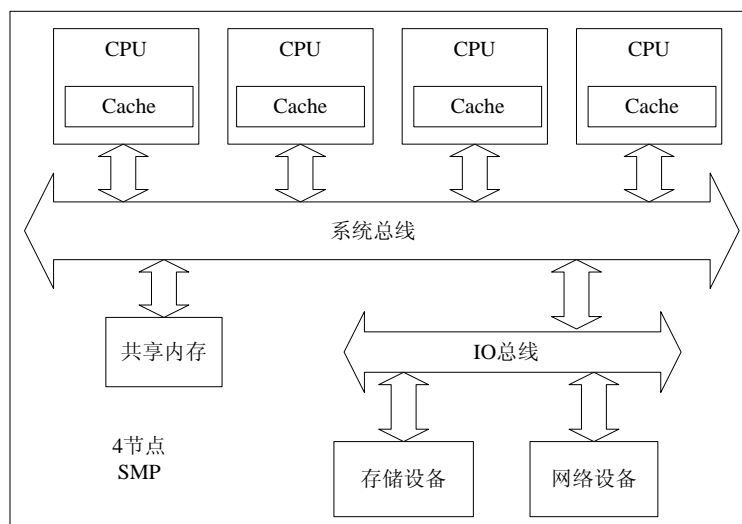 CPU
CPU
CPU
CPU
Cache
Cache
Cache
Cache
系统总线
共享内存
IO总线
4节点
SMP
存储设备
网络设备